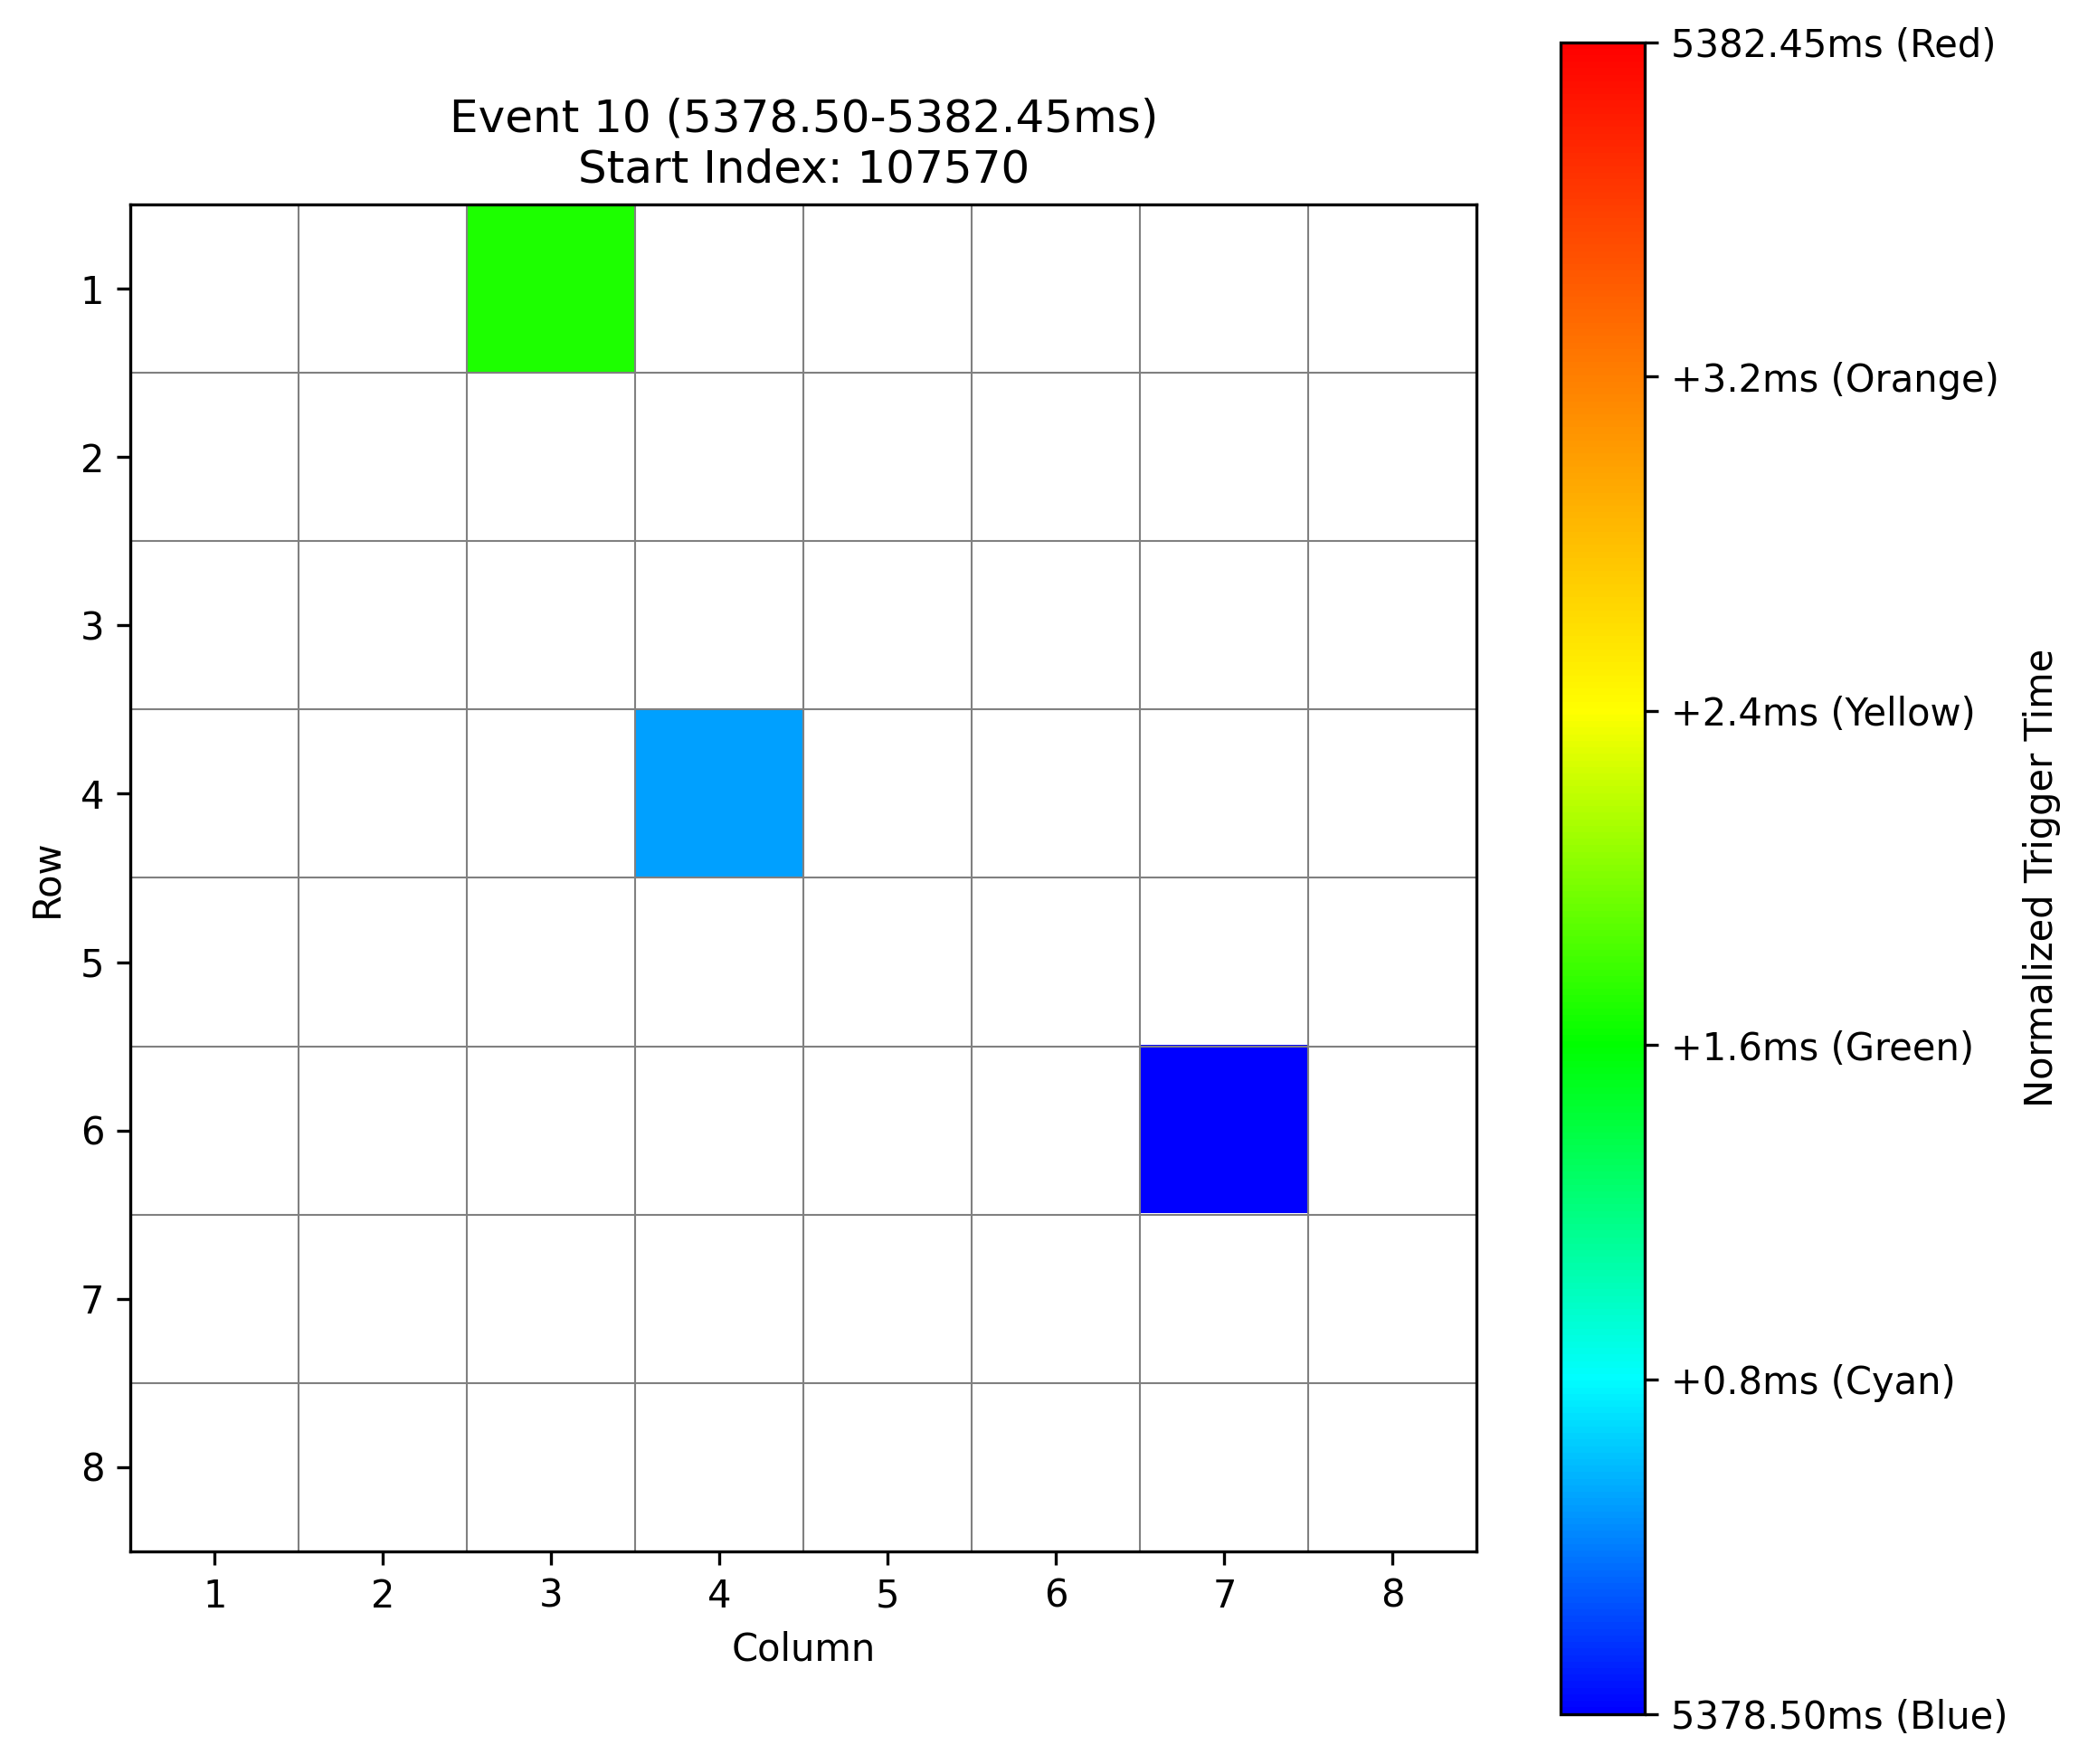 Event 10 (5378.50-5382.45ms)
Start Index: 107570
Row
1
2
3
4
5
6
7
8
1 2 3 4 5 6 7 8
Column
5382.45ms (Red)
+3.2ms (Orange)
+2.4ms (Yellow)
+1.6ms (Green)
+0.8ms (Cyan)
5378.50ms (Blue)
Normalized Trigger Time